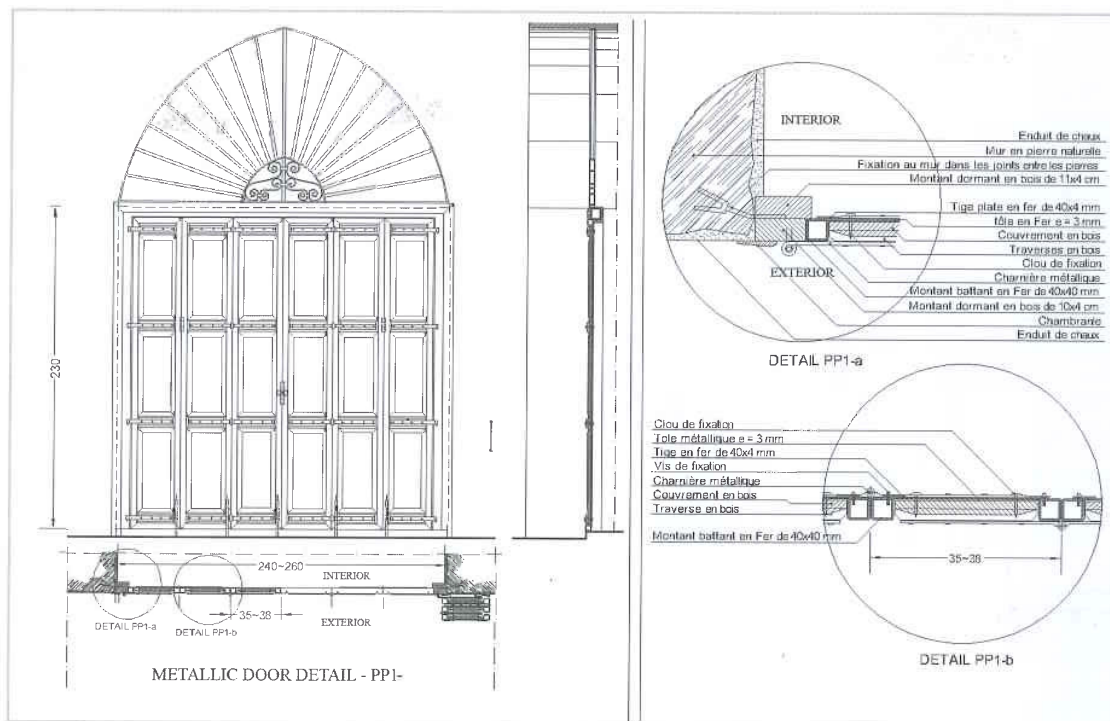 230
240~260
INTERIOR
35~38
EXTERIOR
DETAIL PP1-a
DETAIL PP1-b
METALLIC DOOR DETAIL - PP1-
INTERIOR
Enduit de chaux
Mur en pierre naturelle
Fixation au mur dans les joints entre les pierres
Montant dormant en bois de 11x4 cm
Tiga plate en fer de 40x4 mm
tôle en Fer e = 3 mm
Couvrement en bois
Traverses en bois
Clou de fixation
Charnière métallique
Montant battant en Fer de 40x40 mm
Montant dormant en bois de 10x4 cm
Chambranle
Enduit de chaux
EXTERIOR
DETAIL PP1-a
Clou de fixation
Tole métallique e = 3 mm
Tige en fer de 40x4 mm
Vis de fixation
Charnière métallique
Couvrement en bois
Traverse en bois
Montant battant en Fer de 40x40 mm
35~38
DETAIL PP1-b